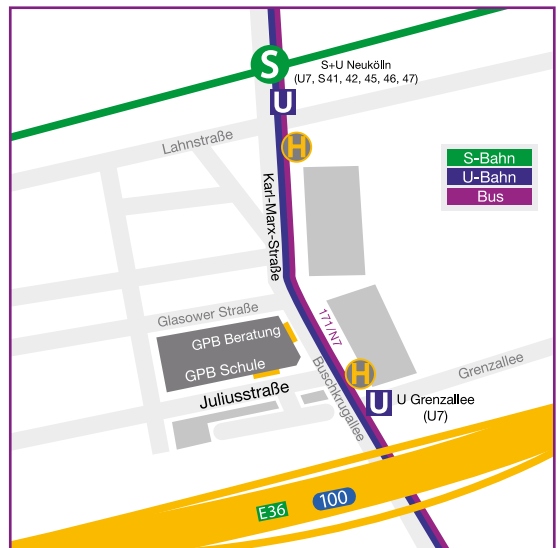 S
S+U Neukölln
(U7, S41, 42, 45, 46, 47)
U
Lahnstraße
H
S-Bahn
U-Bahn
Bus
Karl-Marx-Straße
Glasower Straße
171/N7
GPB Beratung
GPB Schule
Buschkrugallee
H
Grenzallee
Juliusstraße
U
U Grenzallee
(U7)
E36
100